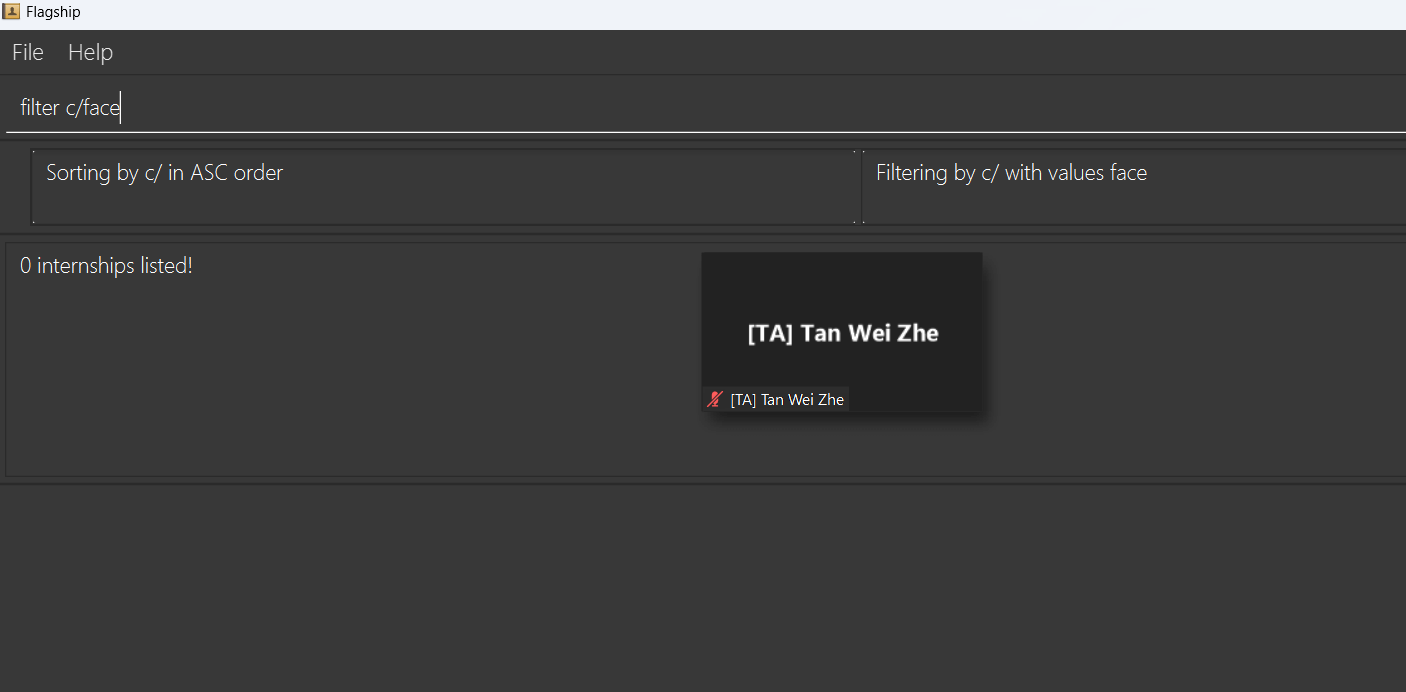 Flagship
File Help
filter c/face
Sorting by c/ in ASC order
Filtering by c/ with values face
0 internships listed!
[TA] Tan Wei Zhe
[TA] Tan Wei Zhe